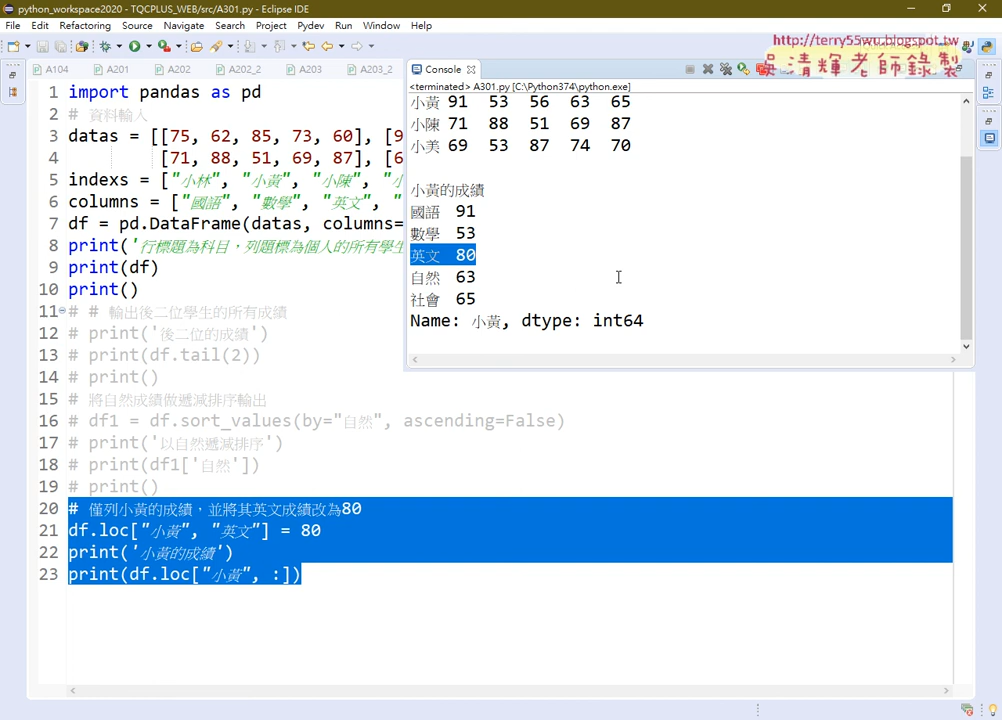 python_workspace2020 - TQCPLUS_WEB/src/A301.py - Eclipse IDE
File Edit Refactoring Source Navigate Search Project Pydev Run Window Help
http://terry55wu.blogspot.tw
吳清輝老師錄製
A104 A201 A202 A202_2 A203 A203_2
Console
<terminated> A301.py [C:\Python374\python.exe]
小黃 91 53 56 63 65
小陳 71 88 51 69 87
小美 69 53 87 74 70
小黃的成績
國語 91
數學 53
英文 80
自然 63
社會 65
Name: 小黃, dtype: int64
1 import pandas as pd
2 # 資料輸入
3 datas = [[75, 62, 85, 73, 60], [9
4 [71, 88, 51, 69, 87], [6
5 indexs = ["小林", "小黃", "小陳", "小
6 columns = ["國語", "數學", "英文", "
7 df = pd.DataFrame(datas, columns=
8 print('行標題為科目，列題標為個人的所有學生
9 print(df)
10 print()
11 # # 輸出後二位學生的所有成績
12 # print('後二位的成績')
13 # print(df.tail(2))
14 # print()
15 # # 將自然成績做遞減排序輸出
16 # df1 = df.sort_values(by="自然", ascending=False)
17 # print('以自然遞減排序')
18 # print(df1['自然'])
19 # print()
20 # 僅列小黃的成績，並將其英文成績改為80
21 df.loc["小黃", "英文"] = 80
22 print('小黃的成績')
23 print(df.loc["小黃", :])